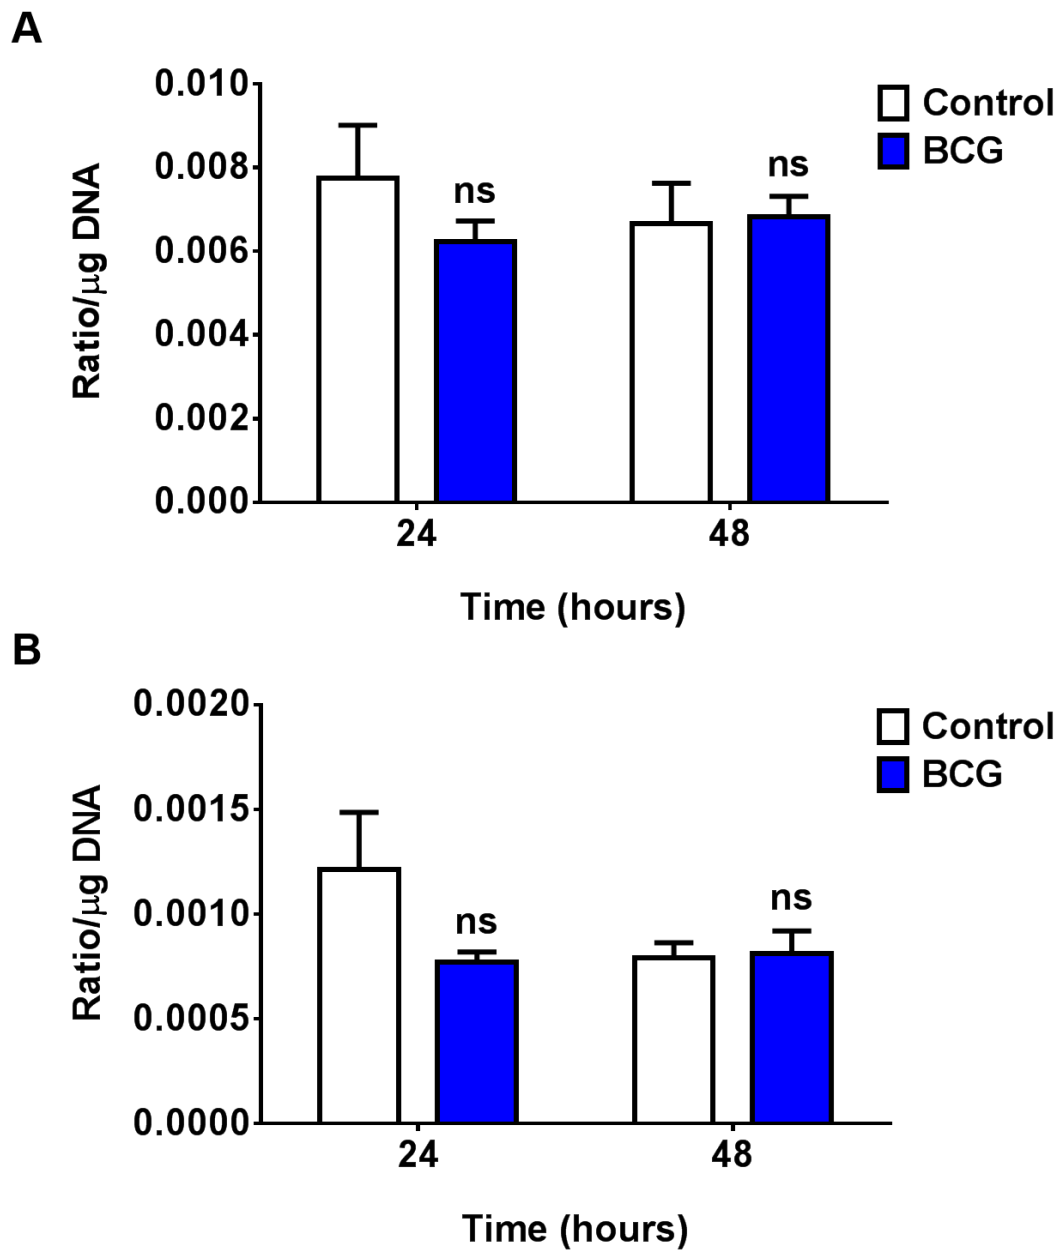 A
0.010
0.008
0.006
0.004
0.002
0.000
Ratio/μg DNA
Control
BCG
ns
ns
24
48
Time (hours)
B
0.0020
0.0015
0.0010
0.0005
0.0000
Ratio/μg DNA
Control
BCG
ns
ns
24
48
Time (hours)